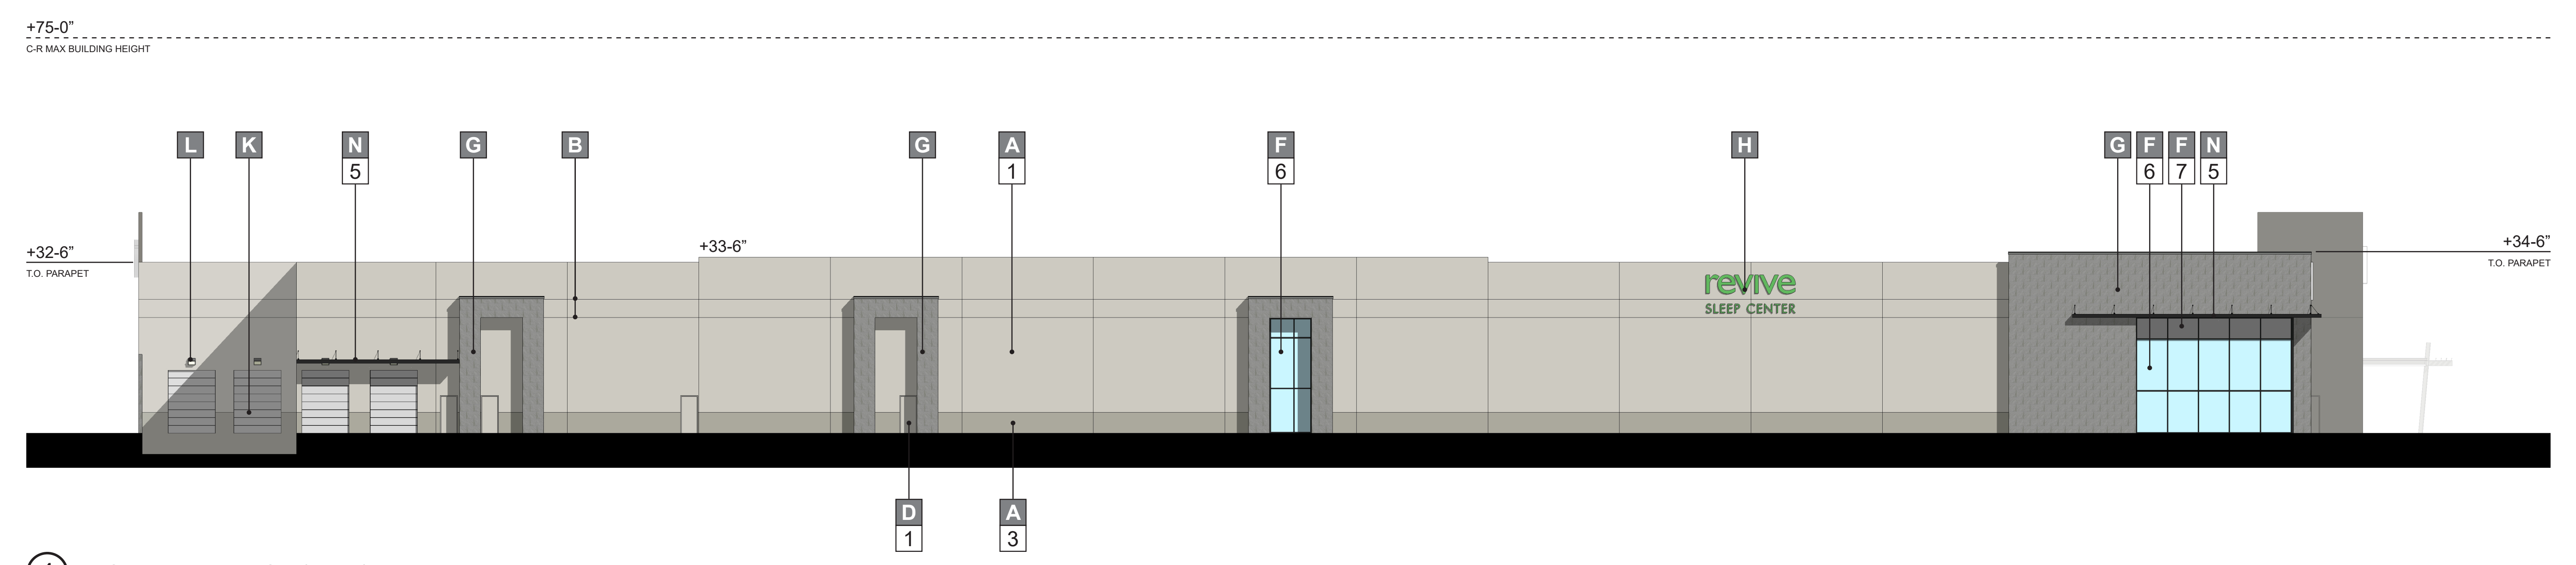 +75-0”
C-R MAX BUILDING HEIGHT
L K N G B G A F H G F F N
5 1 6 6 7 5
+32-6”
T.O. PARAPET
+33-6”
+34-6”
T.O. PARAPET
revive
SLEEP CENTER
D A
1 3